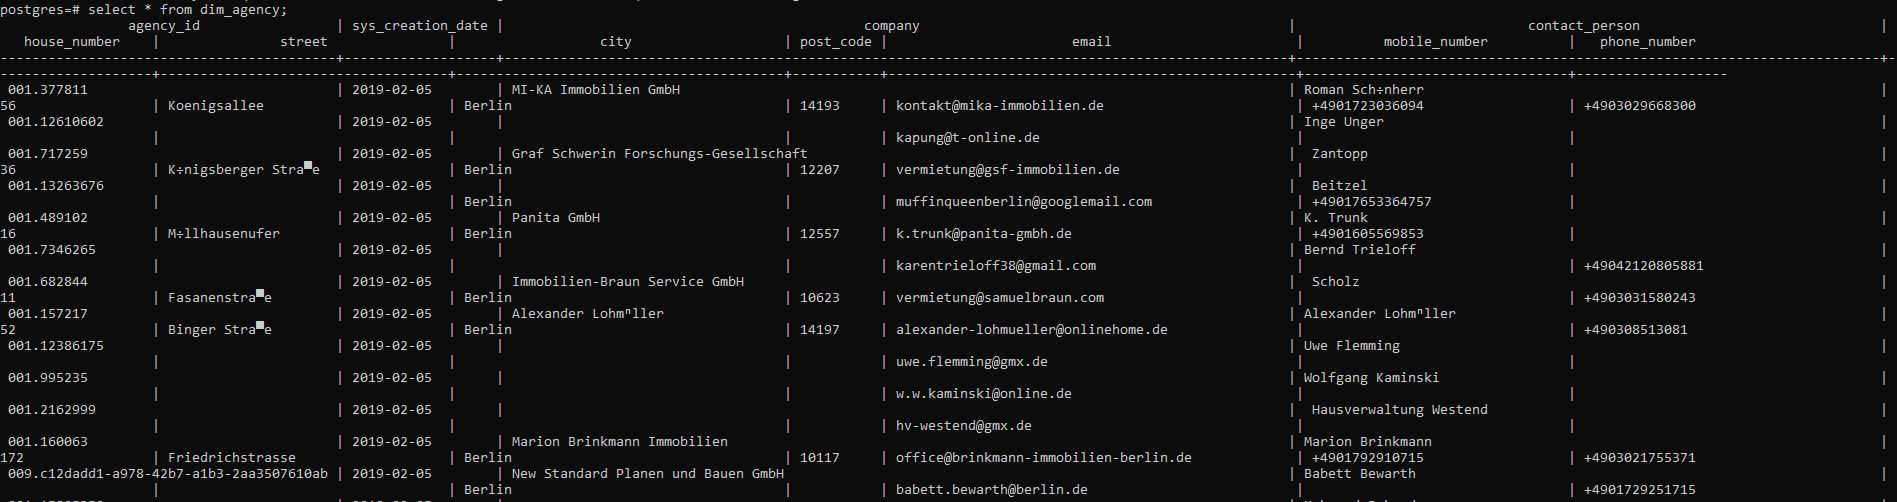 postgres=# select * from dim_agency;
agency_id | sys_creation_date | company | contact_person |
house_number | street | city | post_code | email | mobile_number | phone_number
001.377811 | 2019-02-05 | MI-KA Immobilien GmbH | Roman Sch÷nherr |
56 | Koenigsallee | Berlin | 14193 | kontakt@mika-immobilien.de | +4901723036094 | +4903029668300
001.12610602 | 2019-02-05 | | Inge Unger |
| | | | kapung@t-online.de | |
001.717259 | 2019-02-05 | Graf Schwerin Forschungs-Gesellschaft | Zantopp |
36 | K÷nigsberger Stra▀e | Berlin | 12207 | vermietung@gsf-immobilien.de | |
001.13263676 | 2019-02-05 | | Beitzel |
| | Berlin | | muffinqueenberlin@googlemail.com | +49017653364757 |
001.489102 | 2019-02-05 | Panita GmbH | K. Trunk |
16 | M÷llhausenufer | Berlin | 12557 | k.trunk@panita-gmbh.de | +4901605569853 |
001.7346265 | 2019-02-05 | | Bernd Trieloff |
| | | | karentrieloff38@gmail.com | | +49042120805881
001.682844 | 2019-02-05 | Immobilien-Braun Service GmbH | Scholz |
11 | Fasanenstra▀e | Berlin | 10623 | vermietung@samuelbraun.com | | +4903031580243
001.157217 | 2019-02-05 | Alexander Lohmⁿller | Alexander Lohmⁿller |
52 | Binger Stra▀e | Berlin | 14197 | alexander-lohmueller@onlinehome.de | | +490308513081
001.12386175 | 2019-02-05 | | Uwe Flemming |
| | | | uwe.flemming@gmx.de | |
001.995235 | 2019-02-05 | | Wolfgang Kaminski |
| | | | w.w.kaminski@online.de | |
001.2162999 | 2019-02-05 | | Hausverwaltung Westend |
| | | | hv-westend@gmx.de | |
001.160063 | 2019-02-05 | Marion Brinkmann Immobilien | Marion Brinkmann |
172 | Friedrichstrasse | Berlin | 10117 | office@brinkmann-immobilien-berlin.de | +4901792910715 | +4903021755371
009.c12dadd1-a978-42b7-a1b3-2aa3507610ab | 2019-02-05 | New Standard Planen und Bauen GmbH | Babett Bewarth |
| | Berlin | | babett.bewarth@berlin.de | | +4901729251715